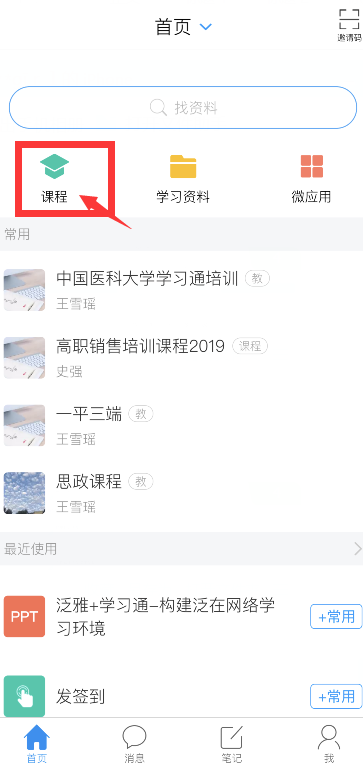 首页
邀请码
找资料
课程
学习资料
微应用
常用
中国医科大学学习通培训 教
王雪瑶
高职销售培训课程2019 课程
史强
一平三端 教
王雪瑶
思政课程 教
王雪瑶
最近使用
PPT
泛雅+学习通-构建泛在网络学
习环境
+常用
发签到
+常用
首页
消息
笔记
我